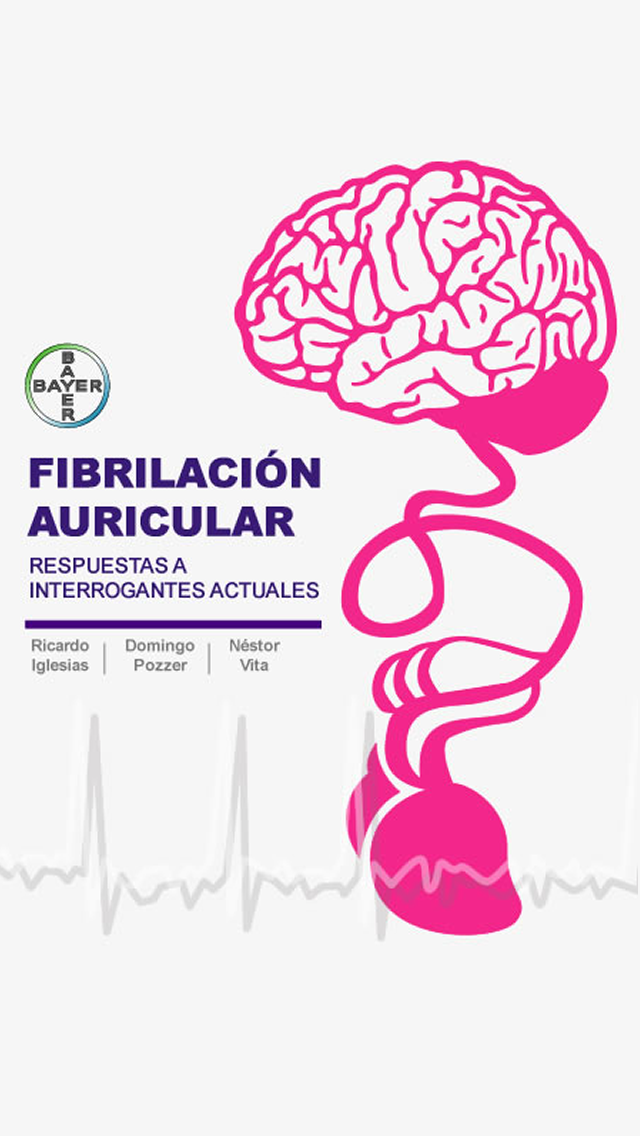 BAYER
BAYER
FIBRILACIÓN
AURICULAR
RESPUESTAS A
INTERROGANTES ACTUALES
Ricardo Iglesias
Domingo Pozzer
Néstor Vita